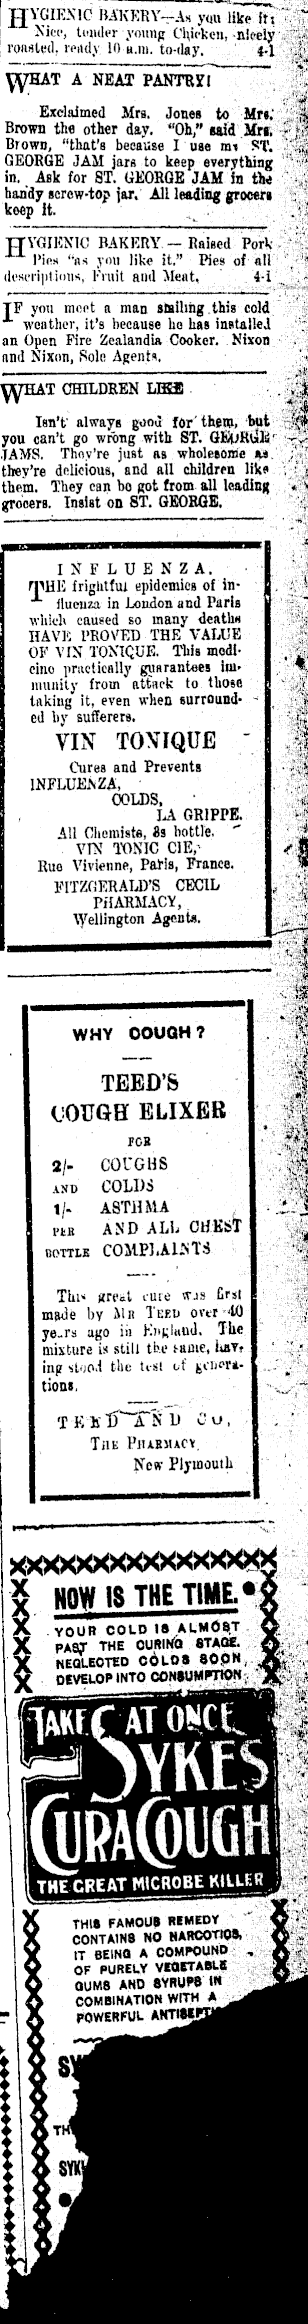 HYGIENIC BAKERY—As you like it;
Nice, tender young Chicken, nicely
roasted, ready 10 a.m. to-day. 4-1
WHAT A NEAT PANTRY!
Exclaimed Mrs. Jones to Mrs.
Brown the other day. "Oh," said Mrs.
Brown, "that's because I use my ST.
GEORGE JAM jars to keep everything
in. Ask for ST. GEORGE JAM in the
handy screw-top jar. All leading grocers
keep it.
HYGIENIC BAKERY — Raised Pork
Pies "as you like it." Pies of all
descriptions, Fruit and Meat. 4-1
IF you meet a man smiling this cold
weather, it's because he has installed
an Open Fire Zealandia Cooker. Nixon
and Nixon, Sole Agents.
WHAT CHILDREN LIKE
Isn't always good for them, but
you can't go wrong with ST. GEORGE
JAMS. They're just as wholesome as
they're delicious, and all children like
them. They can be got from all leading
grocers. Insist on ST. GEORGE.
INFLUENZA.
THE frightful epidemics of in-
fluenza in London and Paris
which caused so many deaths
HAVE PROVED THE VALUE
OF VIN TONIQUE. This medi-
cine practically guarantees im-
munity from attack to those
taking it, even when surround-
ed by sufferers.
VIN TONIQUE
Cures and Prevents
INFLUENZA,
COLDS,
LA GRIPPE.
All Chemists, 3s bottle.
VIN TONIC CIE,
Rue Vivienne, Paris, France.
FITZGERALD'S CECIL
PHARMACY,
Wellington Agents.
WHY COUGH?
TEED'S
COUGH ELIXER
FOR
2/- COUGHS
AND COLDS
1/- ASTHMA
PER AND ALL CHEST
BOTTLE COMPLAINTS
This great cure was first
made by MR TEED over 40
years ago in England. The
mixture is still the same, hav-
ing stood the test of genera-
tions.
TEED AND CO,
THE PHARMACY
New Plymouth
NOW IS THE TIME.
YOUR COLD IS ALMOST
PAST THE CURING STAGE.
NEGLECTED COLDS SOON
DEVELOP INTO CONSUMPTION
TAKE AT ONCE
SYKES
CURACOUGH
THE GREAT MICROBE KILLER
THIS FAMOUS REMEDY
CONTAINS NO NARCOTICS,
IT BEING A COMPOUND
OF PURELY VEGETABLE
GUMS AND SYRUPS IN
COMBINATION WITH A
POWERFUL ANTISEPTI
SY
TH
SYK